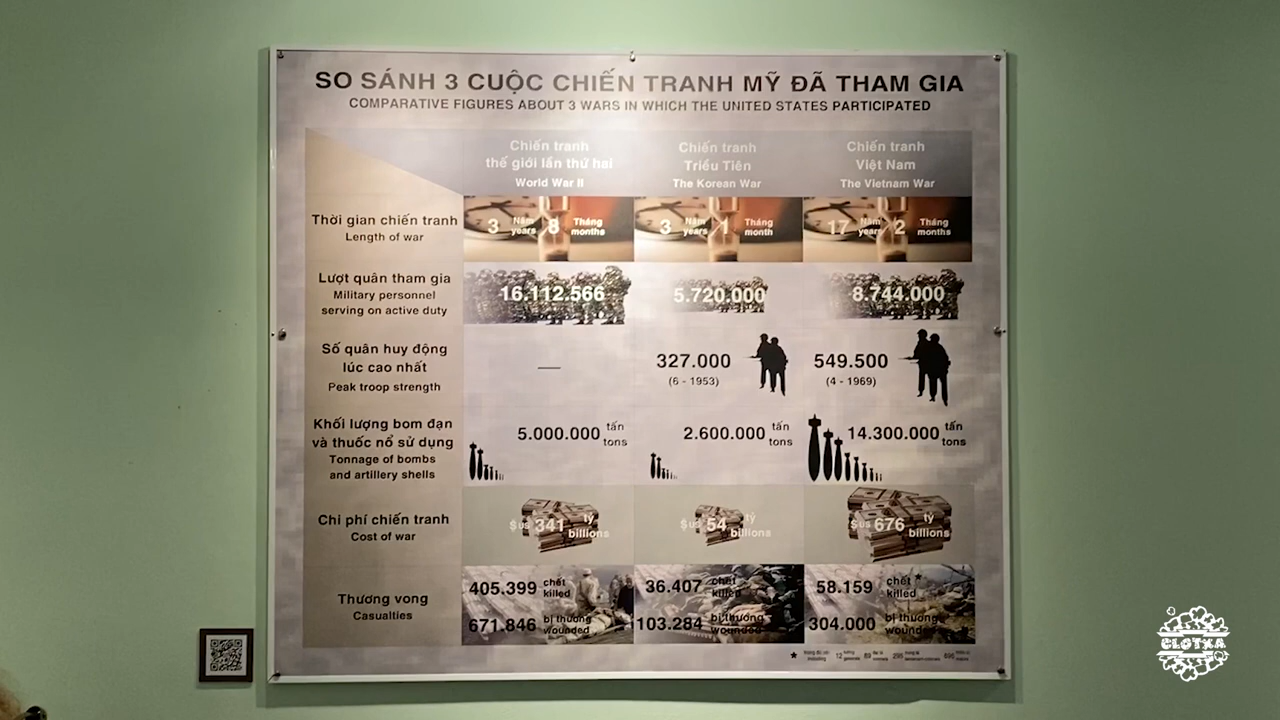 SO SÁNH 3 CUỘC CHIẾN TRANH MỸ ĐÃ THAM GIA
COMPARATIVE FIGURES ABOUT 3 WARS IN WHICH THE UNITED STATES PARTICIPATED
Chiến tranh
thế giới lần thứ hai
World War II
Chiến tranh
Triều Tiên
The Korean War
Chiến tranh
Việt Nam
The Vietnam War
Thời gian chiến tranh
Length of war
3 Năm years 8 Tháng months
3 Năm years 1 Tháng month
17 Năm years 2 Tháng months
Lượt quân tham gia
Military personnel
serving on active duty
16.112.566
5.720.000
8.744.000
Số quân huy động
lúc cao nhất
Peak troop strength
—
327.000
(6 - 1953)
549.500
(4 - 1969)
Khối lượng bom đạn
và thuốc nổ sử dụng
Tonnage of bombs
and artillery shells
5.000.000 tấn tons
2.600.000 tấn tons
14.300.000 tấn tons
Chi phí chiến tranh
Cost of war
$US 341 tỷ billions
$US 54 tỷ billions
$US 676 tỷ billions
Thương vong
Casualties
405.399 chết killed
671.846 bị thương wounded
36.407 chết killed
103.284 bị thương wounded
58.159 chết * killed
304.000 bị thương wounded
CLOTXA